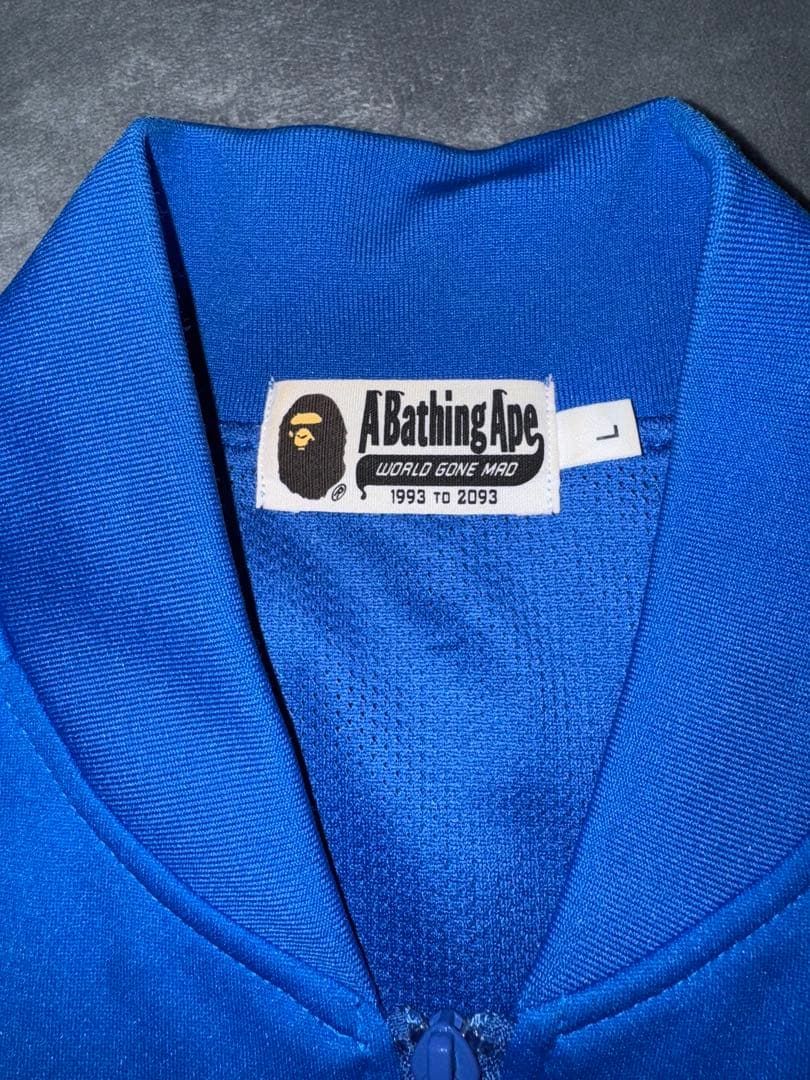 A Bathing Ape
WORLD GONE MAD
1993 TO 2093
®
L